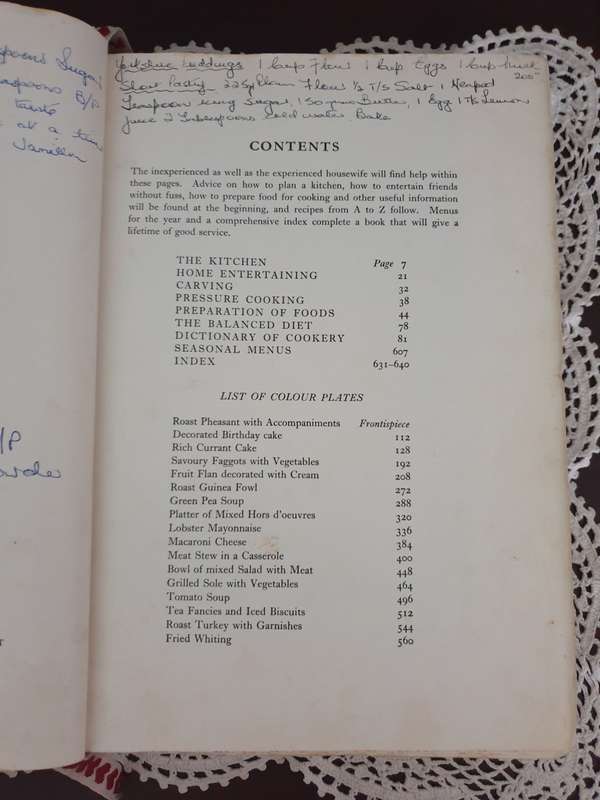 spoons Sugar
aspoons B/P
taste
at a time
Vanilla
/P
owder
Yorkshire Puddings 1 Cup Flour 1 Cup Eggs 1 Cup Milk
200°
Short Pastry 225g Plain Flour 1/2 T/S Salt 1 Heaped
Teaspoon icing Sugar, 150 gms Butter, 1 Egg 1 T/s Lemon
juice 2 Tablespoons Cold water Bake
CONTENTS
The inexperienced as well as the experienced housewife will find help within
these pages. Advice on how to plan a kitchen, how to entertain friends
without fuss, how to prepare food for cooking and other useful information
will be found at the beginning, and recipes from A to Z follow. Menus
for the year and a comprehensive index complete a book that will give a
lifetime of good service.
THE KITCHEN Page 7
HOME ENTERTAINING 21
CARVING 32
PRESSURE COOKING 38
PREPARATION OF FOODS 44
THE BALANCED DIET 78
DICTIONARY OF COOKERY 81
SEASONAL MENUS 607
INDEX 631–640
LIST OF COLOUR PLATES
Roast Pheasant with Accompaniments Frontispiece
Decorated Birthday cake 112
Rich Currant Cake 128
Savoury Faggots with Vegetables 192
Fruit Flan decorated with Cream 208
Roast Guinea Fowl 272
Green Pea Soup 288
Platter of Mixed Hors d'oeuvres 320
Lobster Mayonnaise 336
Macaroni Cheese 384
Meat Stew in a Casserole 400
Bowl of mixed Salad with Meat 448
Grilled Sole with Vegetables 464
Tomato Soup 496
Tea Fancies and Iced Biscuits 512
Roast Turkey with Garnishes 544
Fried Whiting 560